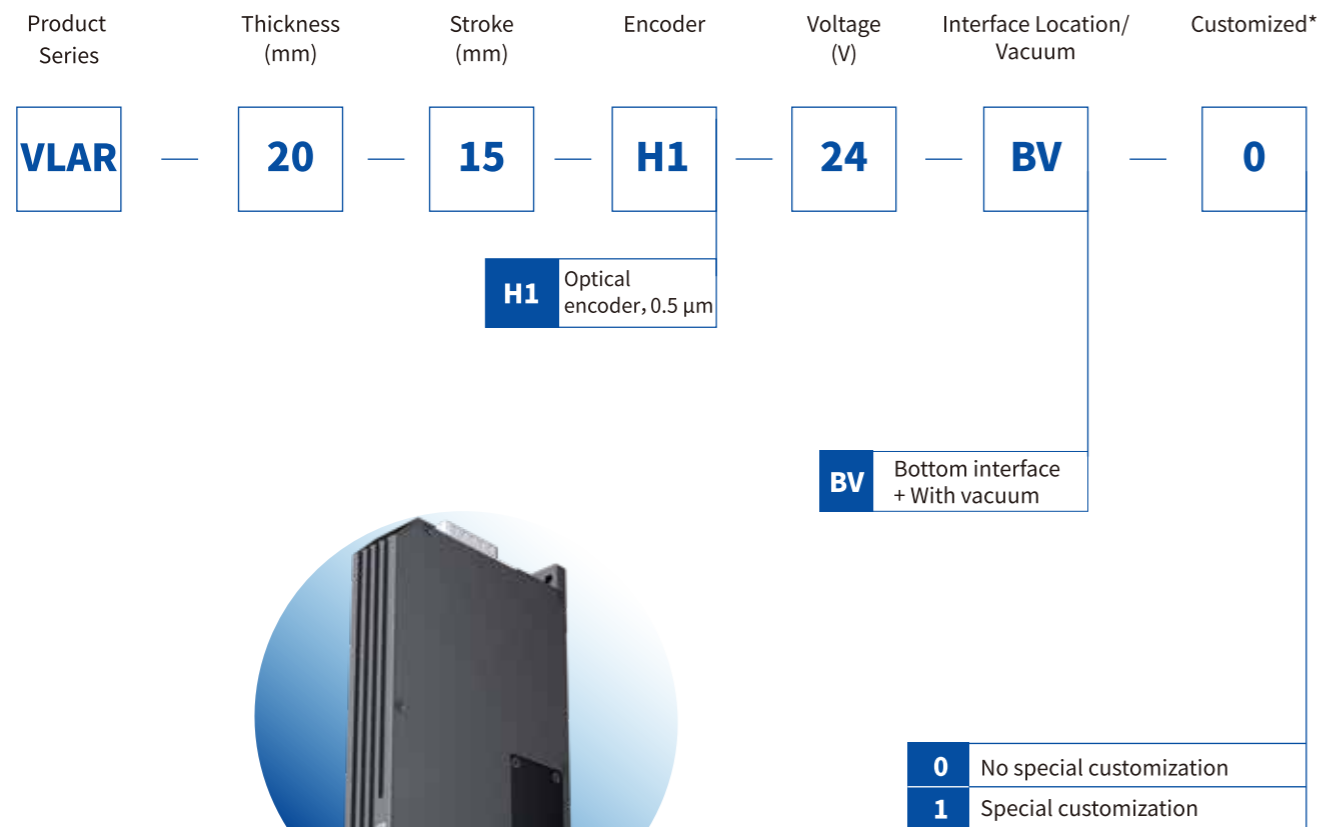 Product
Series
Thickness
(mm)
Stroke
(mm)
Encoder
Voltage
(V)
Interface Location/
Vacuum
Customized*
VLAR — 20 — 15 — H1 — 24 — BV — 0
H1
Optical
encoder，0.5 μm
BV
Bottom interface
+ With vacuum
0 No special customization
1 Special customization